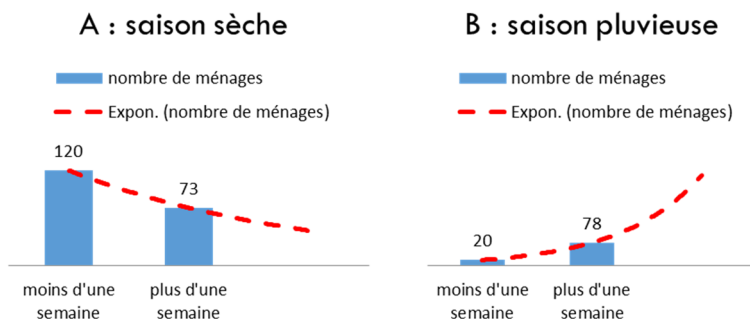 A : saison sèche
nombre de ménages
Expon. (nombre de ménages)
120
73
moins d'une
semaine
plus d'une
semaine
B : saison pluvieuse
nombre de ménages
Expon. (nombre de ménages)
20
78
moins d'une
semaine
plus d'une
semaine